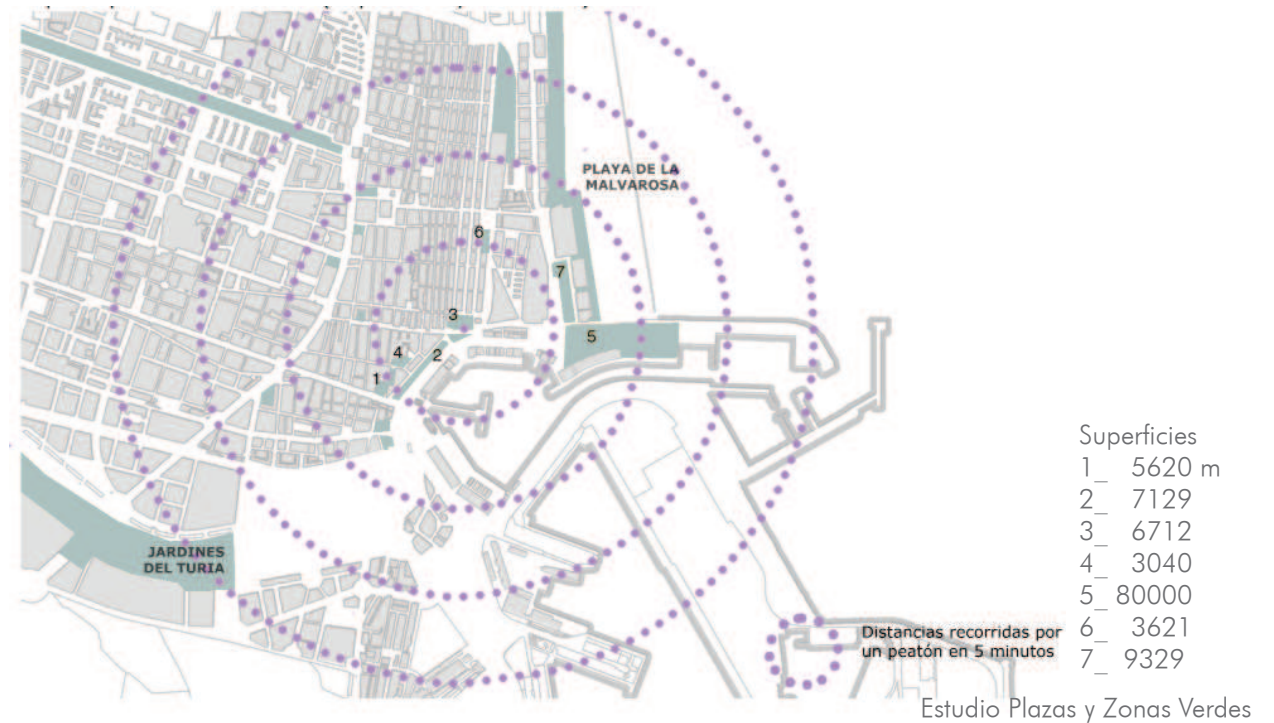 PLAYA DE LA
MALVAROSA
6
7
3
5
4
2
1
JARDINES
DEL TURIA
Distancias recorridas por
un peatón en 5 minutos
Superficies
1_ 5620 m
2_ 7129
3_ 6712
4_ 3040
5_ 80000
6_ 3621
7_ 9329
Estudio Plazas y Zonas Verdes